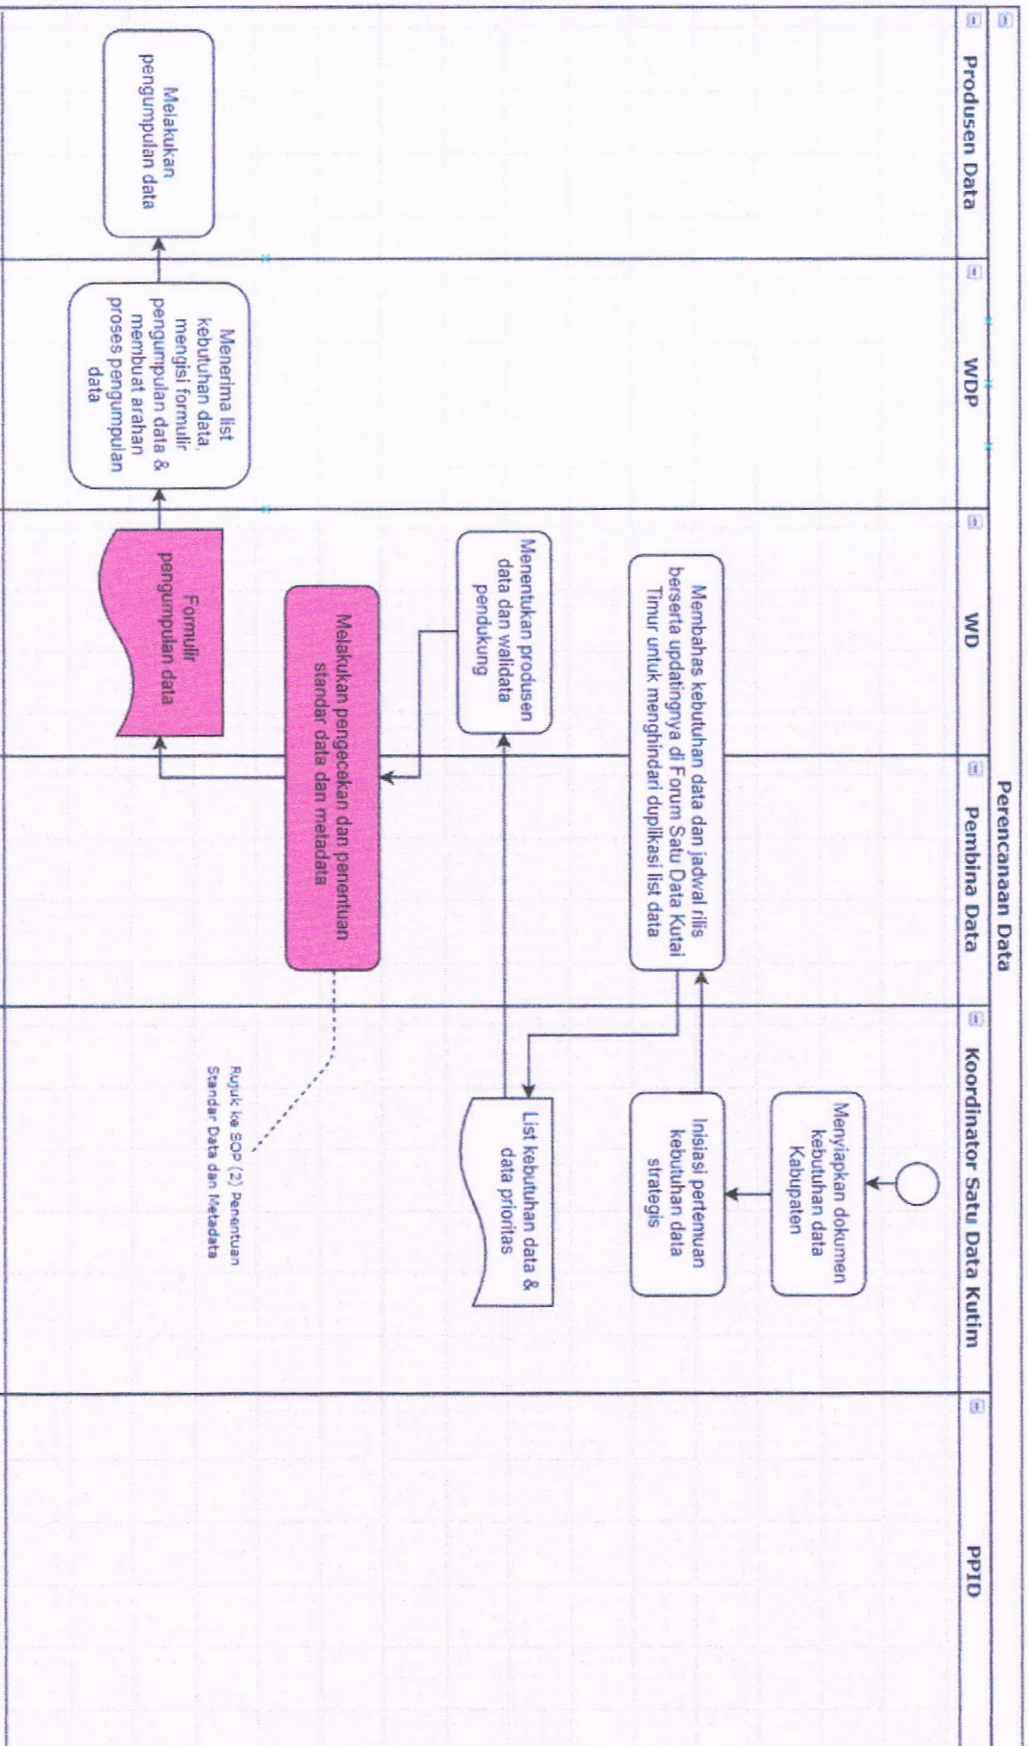 Perencanaan Data
Produsen Data
WDP
WD
Pembina Data
Koordinator Satu Data Kutim
PPID
Menyiapkan dokumen
kebutuhan data
Kabupaten
Inisiasi pertemuan
kebutuhan data
strategis
Membahas kebutuhan data dan jadwal rilis
berserta updatingnya di Forum Satu Data Kutai
Timur untuk menghindari duplikasi list data
List kebutuhan data &
data prioritas
Menentukan produsen
data dan walidata
pendukung
Melakukan pengecekan dan penentuan
standar data dan metadata
Rujuk ke SOP (2) Penentuan
Standar Data dan Metadata
Formulir
pengumpulan data
Menerima list
kebutuhan data,
mengisi formulir
pengumpulan data &
membuat arahan
proses pengumpulan
data
Melakukan
pengumpulan data